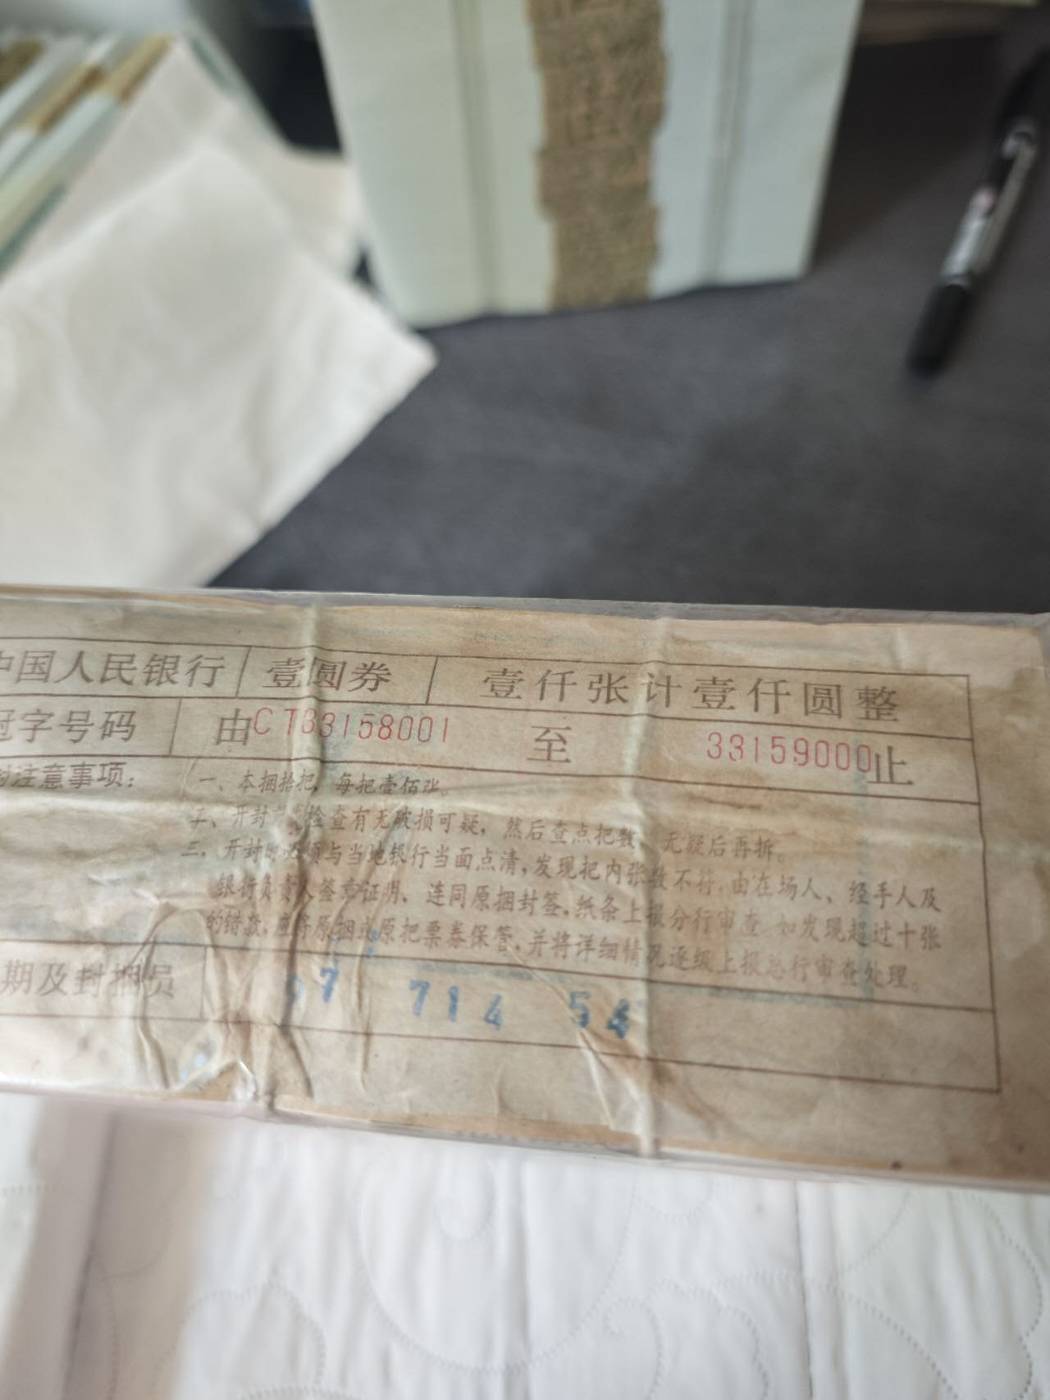 中国人民银行 壹圆券 壹仟张计壹仟圆整
冠字号码 由CT33158001 至 33159000止
注意事项：
一、本捆拾把，每把壹佰张。
二、开封 检查有无破损可疑，然后查点把数 无疑后再拆。
三、开封时必须与当地银行当面点清，发现把内张数不符，由在场人、经手人及
银行负责人签章证明、连同原捆封签，纸条上报分行审查 如发现超过十张
的错款，应将原捆或原把票券保管，并将详细情况逐级上报总行审查处理。
期及封捆员 7 714 54